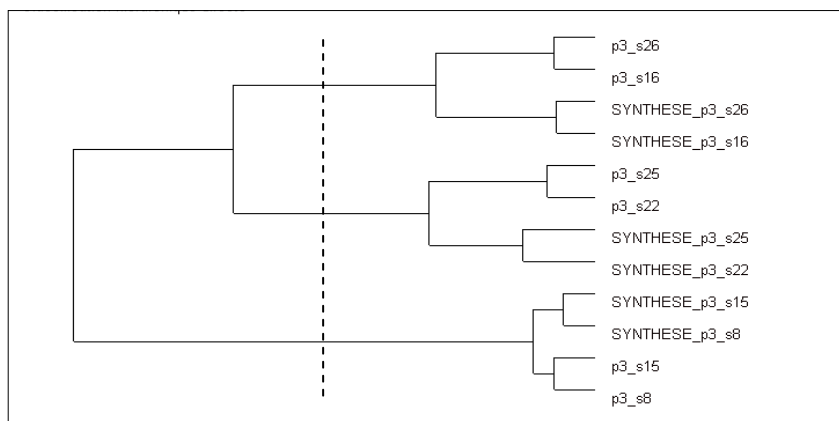 p3_s26
p3_s16
SYNTHESE_p3_s26
SYNTHESE_p3_s16
p3_s25
p3_s22
SYNTHESE_p3_s25
SYNTHESE_p3_s22
SYNTHESE_p3_s15
SYNTHESE_p3_s8
p3_s15
p3_s8